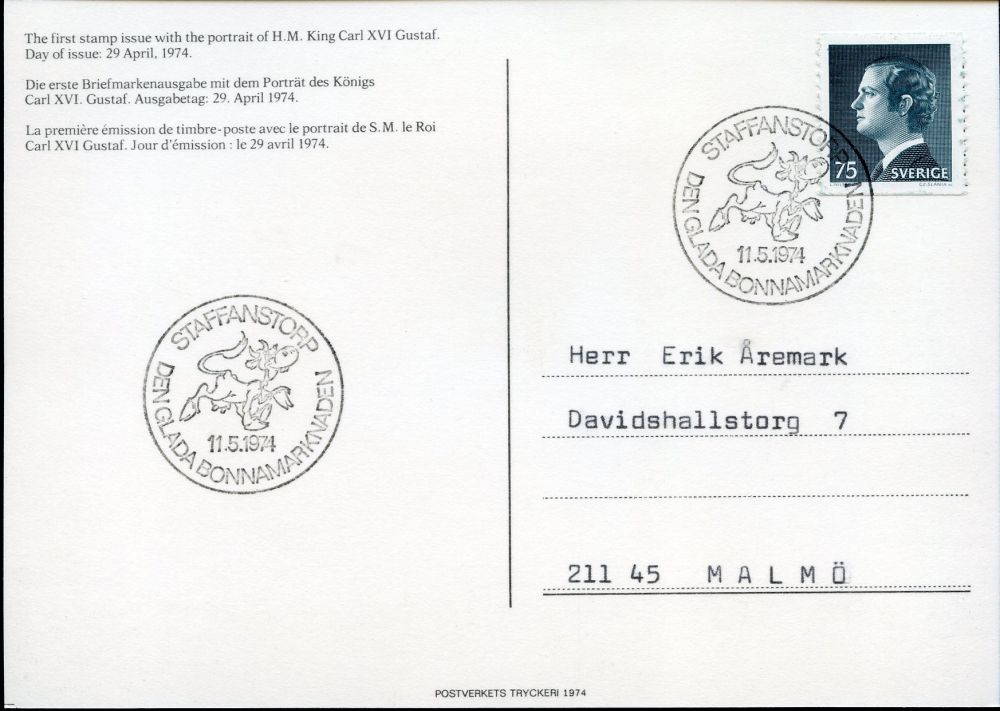 The first stamp issue with the portrait of H.M. King Carl XVI Gustaf.
Day of issue: 29 April, 1974.
Die erste Briefmarkenausgabe mit dem Porträt des Königs
Carl XVI. Gustaf. Ausgabetag: 29. April 1974.
La première émission de timbre-poste avec le portrait de S.M. le Roi
Carl XVI Gustaf. Jour d'émission : le 29 avril 1974.
75 SVERIGE
CZ.SLANIA
STAFFANSTORP
11.5.1974
DEN GLADA BONNAMARKNADEN
STAFFANSTORP
11.5.1974
DEN GLADA BONNAMARKNADEN
Herr Erik Åremark
Davidshallstorg 7
211 45 MALMÖ
POSTVERKETS TRYCKERI 1974